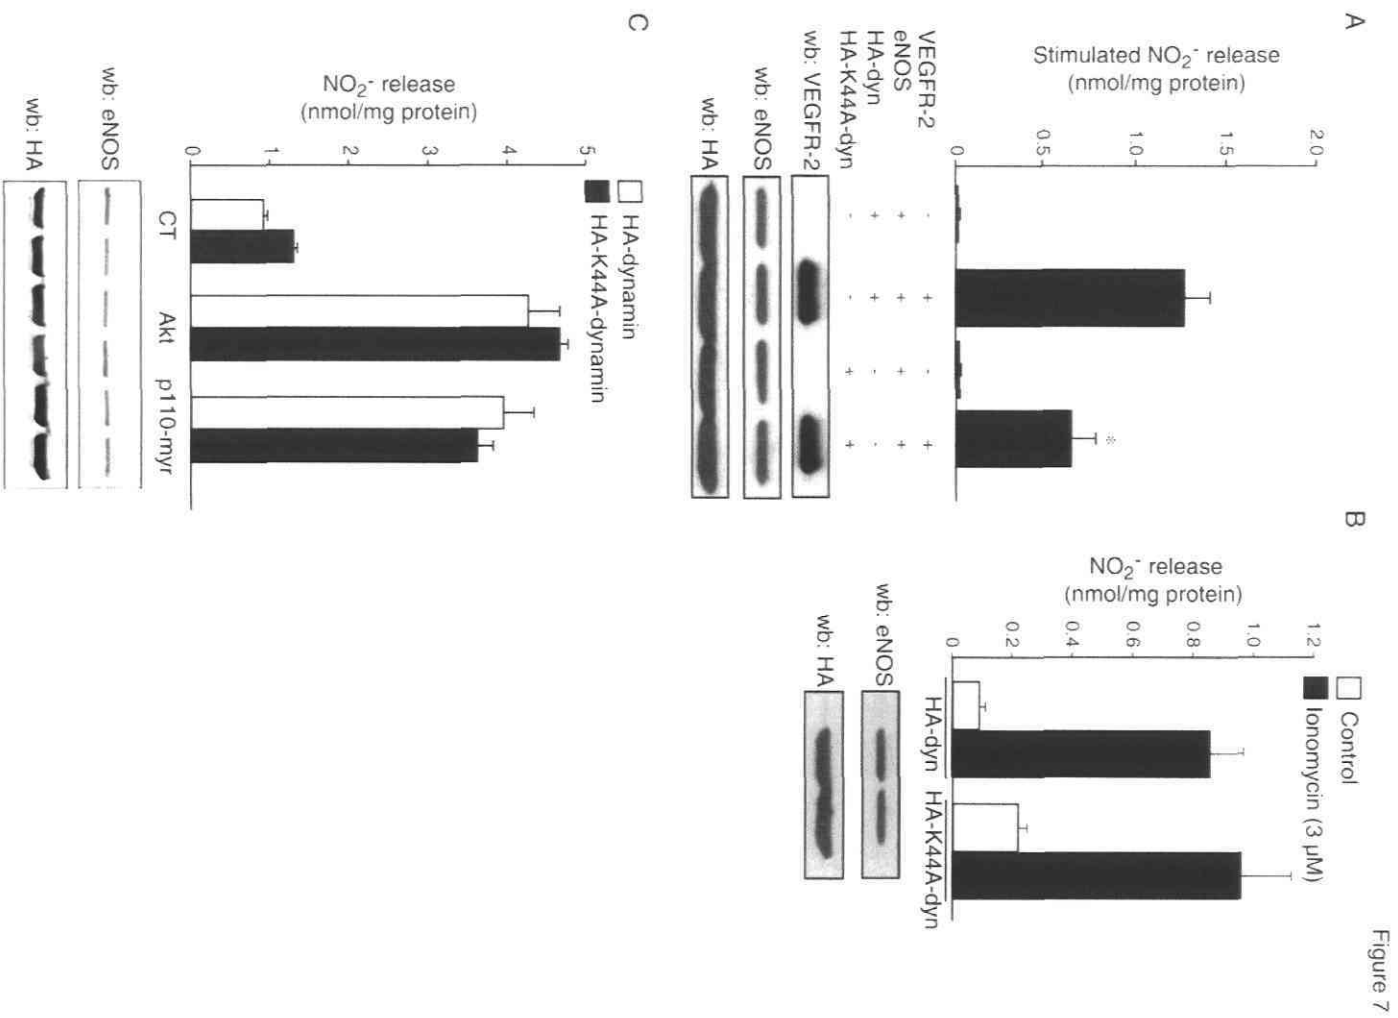 Figure 7
A
Stimulated NO2- release
(nmol/mg protein)
2.0
1.5
1.0
0.5
0
*
VEGFR-2 - + - +
eNOS + + + +
HA-dyn + + - -
HA-K44A-dyn - - + +
wb: VEGFR-2
wb: eNOS
wb: HA
B
NO2- release
(nmol/mg protein)
Control
Ionomycin (3 µM)
1.2
1.0
0.8
0.6
0.4
0.2
0
HA-dyn HA-K44A-dyn
wb: eNOS
wb: HA
C
NO2- release
(nmol/mg protein)
HA-dynamin
HA-K44A-dynamin
5
4
3
2
1
0
CT Akt p110-myr
wb: eNOS
wb: HA